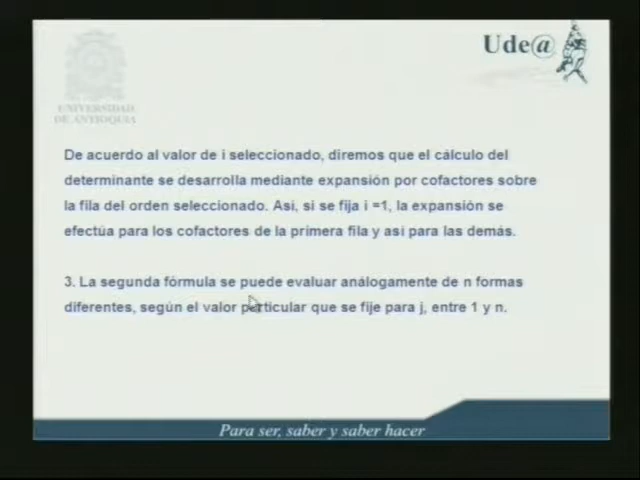 Ude@
UNIVERSIDAD
DE ANTIOQUIA
De acuerdo al valor de i seleccionado, diremos que el cálculo del
determinante se desarrolla mediante expansión por cofactores sobre
la fila del orden seleccionado. Así, si se fija i =1, la expansión se
efectúa para los cofactores de la primera fila y así para las demás.
3. La segunda fórmula se puede evaluar análogamente de n formas
diferentes, según el valor particular que se fije para j, entre 1 y n.
Para ser, saber y saber hacer